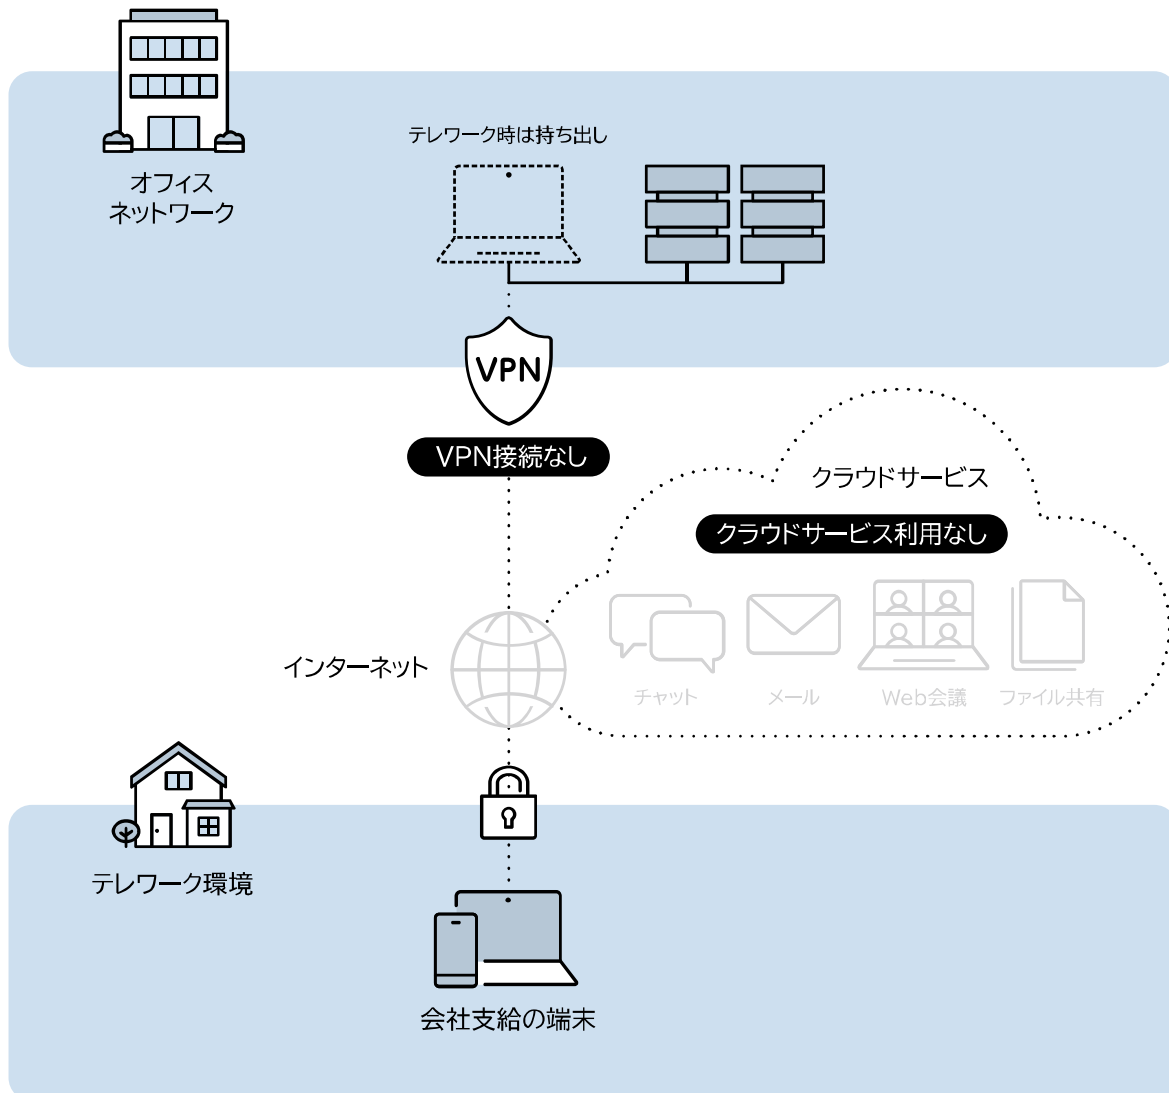 オフィス
ネットワーク
テレワーク時は持ち出し
VPN
VPN接続なし
クラウドサービス
クラウドサービス利用なし
チャット
メール
Web会議
ファイル共有
インターネット
テレワーク環境
会社支給の端末